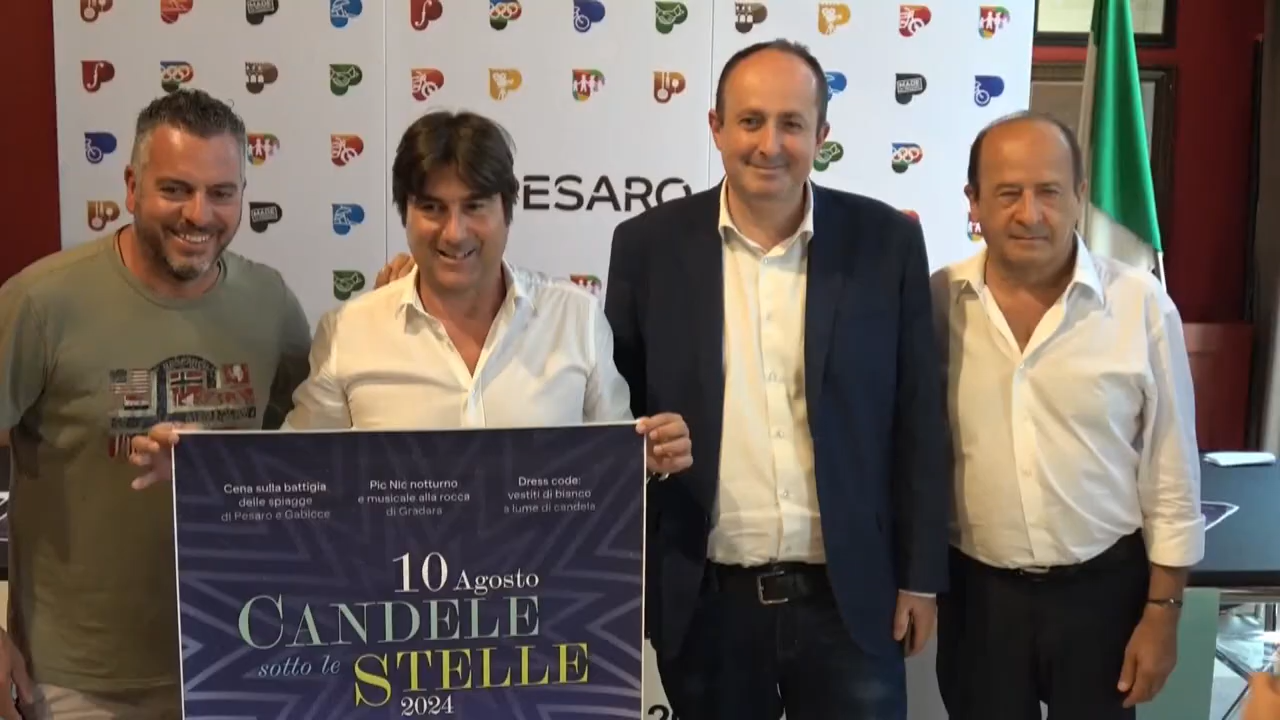 PESARO
Cena sulla battigia
delle spiagge
di Pesaro e Gabicce
Pic Nic notturno
e musicale alla rocca
di Gradara
Dress code:
vestiti di bianco
a lume di candela
10 Agosto
CANDELE
sotto le
STELLE
2024